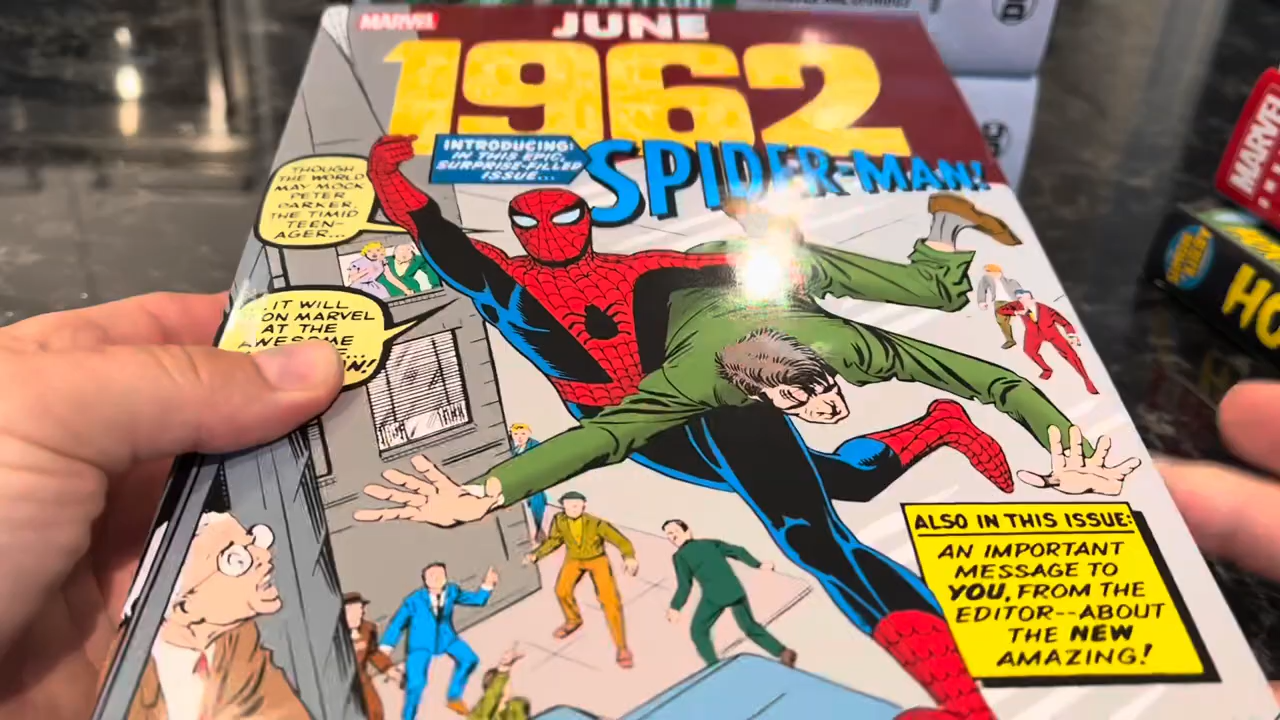 MARVEL
JUNE
1962
INTRODUCING:
IN THIS EPIC,
SURPRISE-FILLED
ISSUE...
SPIDER-MAN!
THOUGH
THE WORLD
MAY MOCK
PETER
PARKER,
THE TIMID
TEEN-
AGER...
IT WILL
ON MARVEL
AT THE
AWESOME
ALSO IN THIS ISSUE:
AN IMPORTANT
MESSAGE TO
YOU, FROM THE
EDITOR--ABOUT
THE NEW
AMAZING!
MARVEL
HO